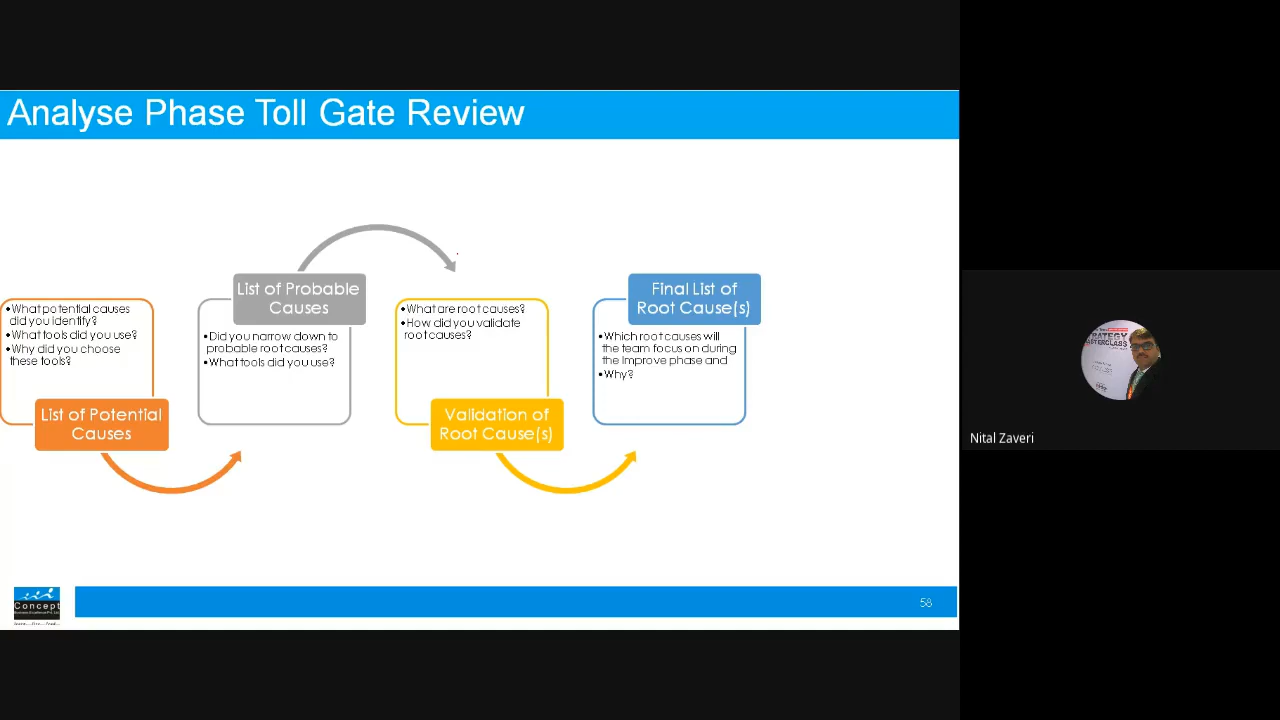 Analyse Phase Toll Gate Review
•What potential causes
did you identify?
•What tools did you use?
•Why did you choose
these tools?
List of Potential
Causes
List of Probable
Causes
•Did you narrow down to
probable root causes?
•What tools did you use?
•What are root causes?
•How did you validate
root causes?
Validation of
Root Cause(s)
Final List of
Root Cause(s)
•Which root causes will
the team focus on during
the Improve phase and
•Why?
Concept
58
STRATEGY
MASTERCLASS
Nital Zaveri